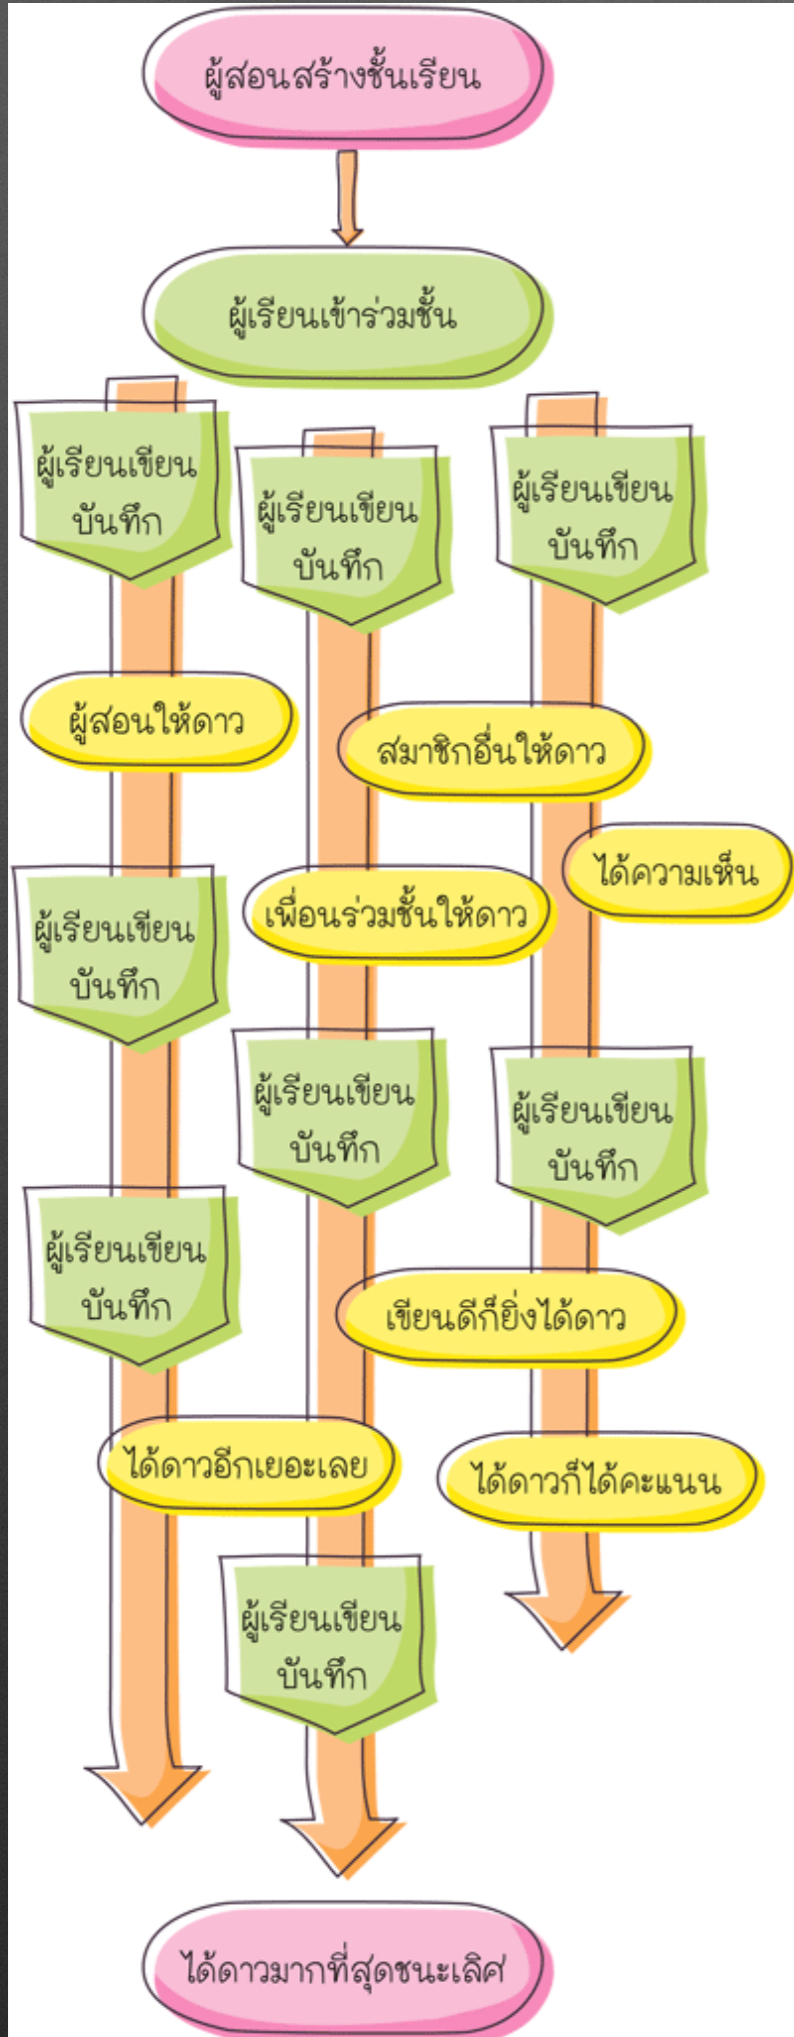 ผู้สอนสร้างชั้นเรียน
ผู้เรียนเข้าร่วมชั้น
ผู้เรียนเขียน
บันทึก
ผู้เรียนเขียน
บันทึก
ผู้เรียนเขียน
บันทึก
ผู้สอนให้ดาว
สมาชิกอื่นให้ดาว
ได้ความเห็น
เพื่อนร่วมชั้นให้ดาว
ผู้เรียนเขียน
บันทึก
ผู้เรียนเขียน
บันทึก
ผู้เรียนเขียน
บันทึก
ผู้เรียนเขียน
บันทึก
เขียนดีก็ยิ่งได้ดาว
ได้ดาวอีกเยอะเลย
ได้ดาวก็ได้คะแนน
ผู้เรียนเขียน
บันทึก
ได้ดาวมากที่สุดชนะเลิศ